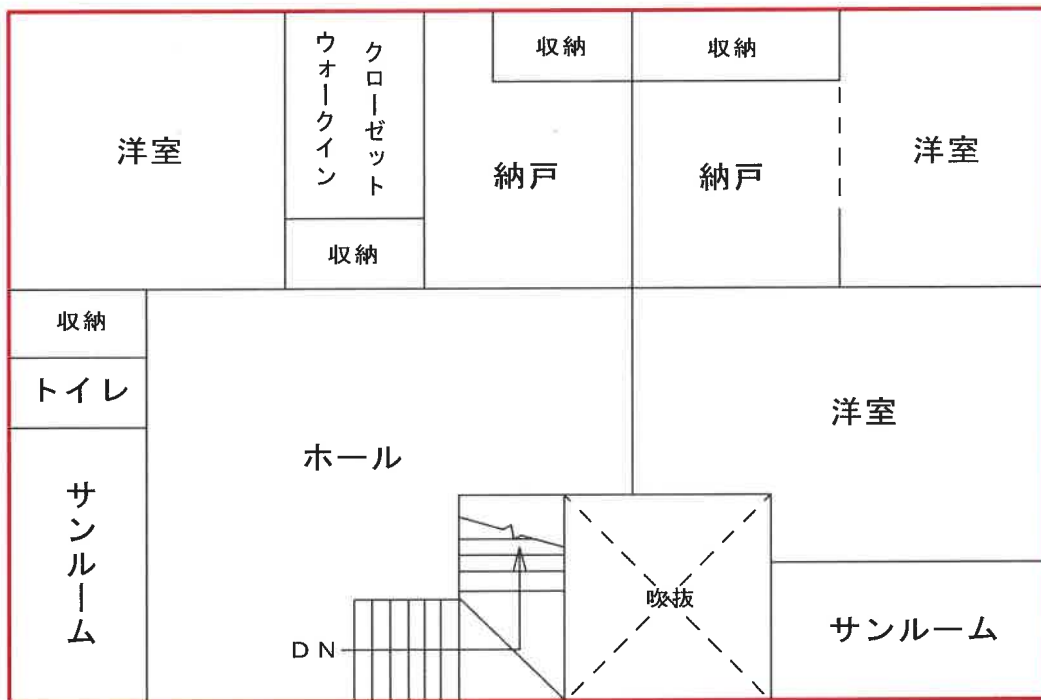 収納
収納
ウォークイン
クローゼット
洋室
納戸
納戸
洋室
収納
収納
トイレ
洋室
ホール
サンルーム
吹抜
サンルーム
DN